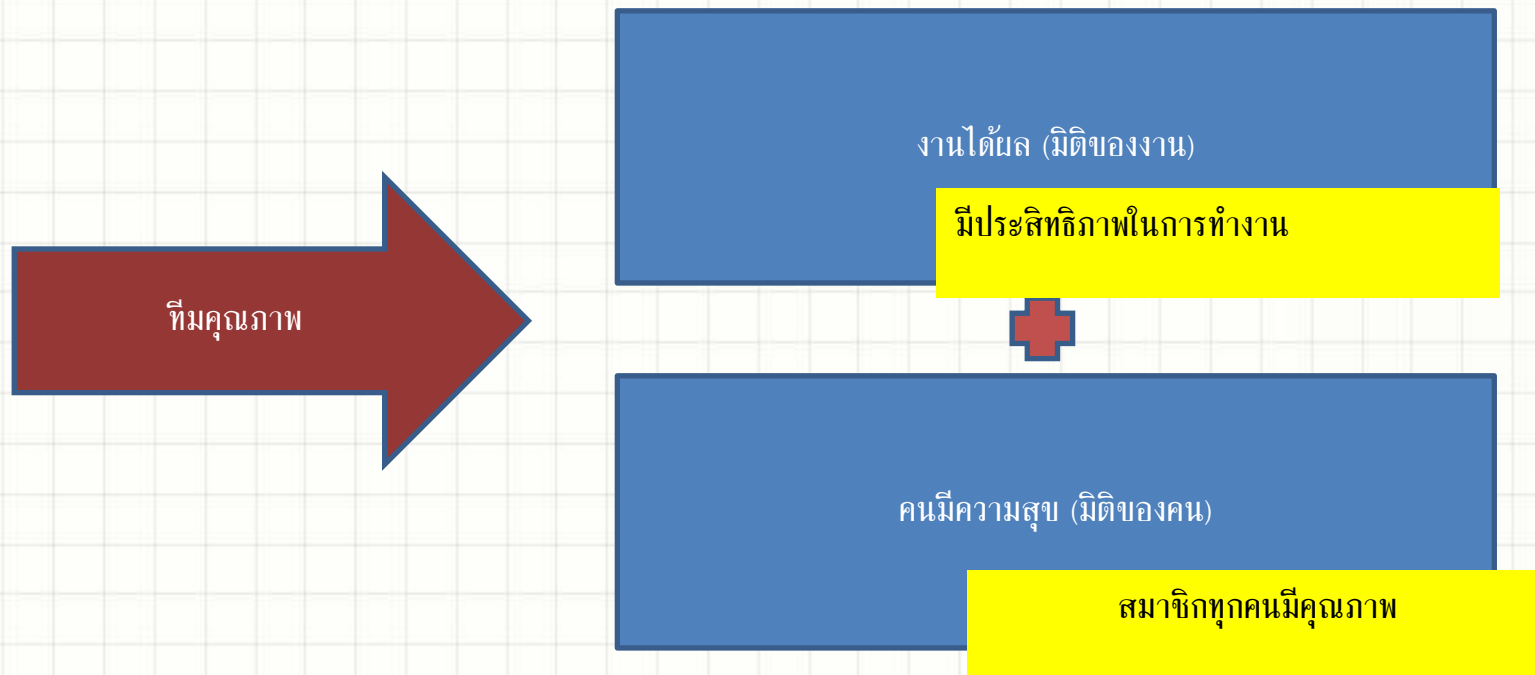 งานได้ผล (มิติของงาน)
มีประสิทธิภาพในการทำงาน
ทีมคุณภาพ
คนมีความสุข (มิติของคน)
สมาชิกทุกคนมีคุณภาพ